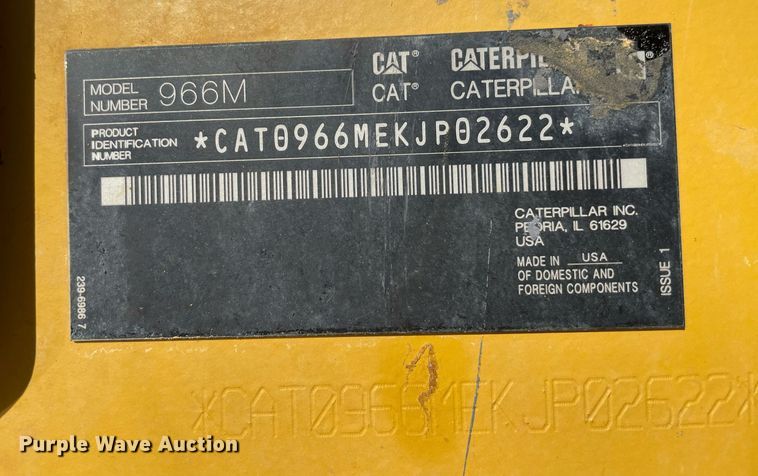 CAT® CATERPIL
CAT® CATERPILLA
MODEL NUMBER 966M
PRODUCT IDENTIFICATION NUMBER *CAT0966MEKJP02622*
CATERPILLAR INC.
PEORIA, IL 61629
USA
MADE IN USA
OF DOMESTIC AND
FOREIGN COMPONENTS
ISSUE 1
239-6986 7
*CAT0966MEKJP02622*
Purple Wave Auction